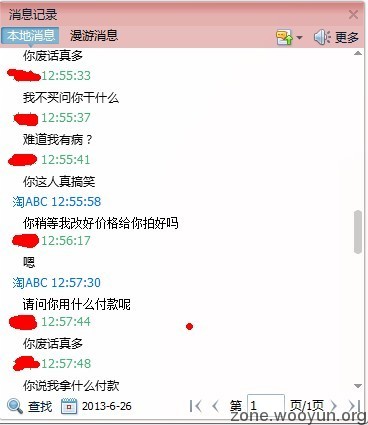 消息记录
本地消息 漫游消息 更多
你废话真多
12:55:33
我不买问你干什么
12:55:37
难道我有病？
12:55:41
你这人真搞笑
淘ABC 12:55:58
你稍等我改好价格给你拍好吗
12:56:17
嗯
淘ABC 12:57:30
请问你用什么付款呢
12:57:44
你废话真多
12:57:48
你说我拿什么付款
查找 2013-6-26 第 1 页/1页
zone.wooyun.org